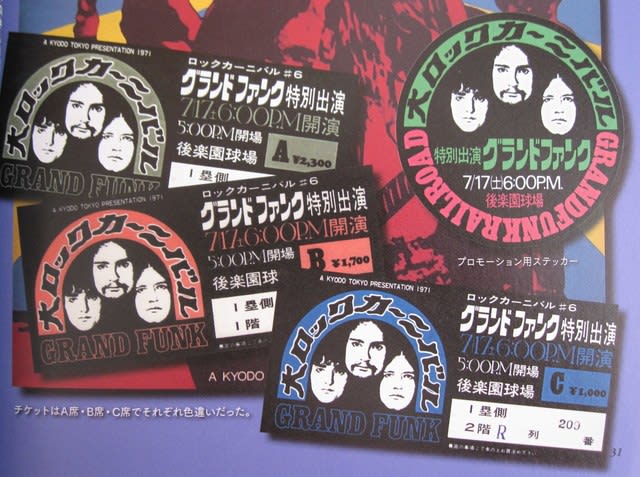 A KYODO TOKYO PRESENTATION 1971
ロックカーニバル♯6
大ロックカーニバル
グランドファンク特別出演
7.17.6:00P.M.開演
5:00P.M.開場
後楽園球場
A ¥2,300
1塁側
GRAND FUNK
大ロックカーニバル
特別出演 グランドファンク
7/17(土)6:00P.M.
後楽園球場
GRAND FUNK RAILROAD
プロモーション用ステッカー
A KYODO TOKYO PRESENTATION 1971
ロックカーニバル♯6
大ロックカーニバル
グランドファンク特別出演
7.17.6:00P.M.開演
5:00P.M.開場
後楽園球場
B ¥1,700
1塁側
1階
GRAND FUNK
A KYODO
A KYODO TOKYO PRESENTATION 1971
ロックカーニバル♯6
大ロックカーニバル
グランドファンク特別出演
7.17.6:00P.M.開演
5:00P.M.開場
後楽園球場
C ¥1,000
1塁側
2階 R 列 209 番
GRAND FUNK
チケットはA席・B席・C席でそれぞれ色違いだった。
31